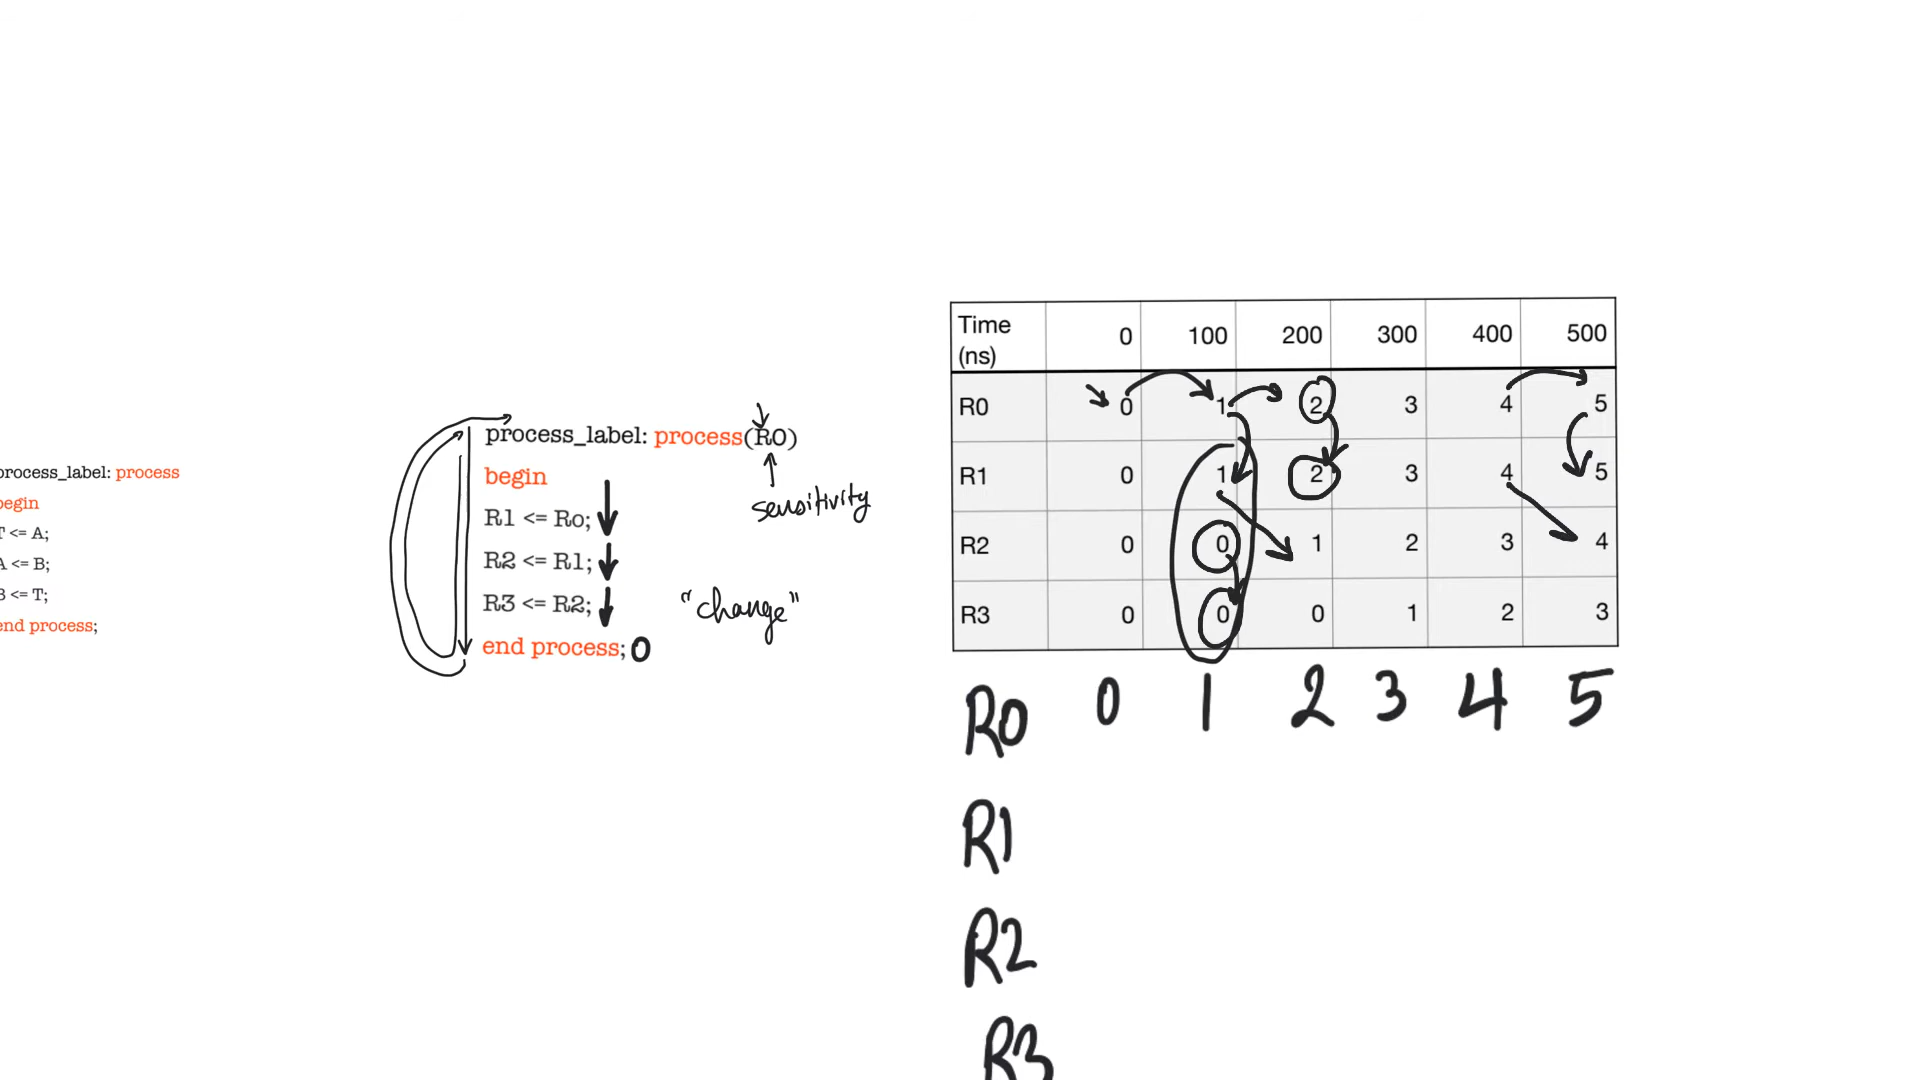 process_label: process
begin
T <= A;
A <= B;
B <= T;
end process;
process_label: process(R0)
begin
R1 <= Ro;
R2 <= R1;
R3 <= R2;
end process; 0
sensitivity
"change"
Time (ns) 0 100 200 300 400 500
R0 0 1 2 3 4 5
R1 0 1 2 3 4 5
R2 0 0 1 2 3 4
R3 0 0 0 1 2 3
R0 0 1 2 3 4 5
R1
R2
R3